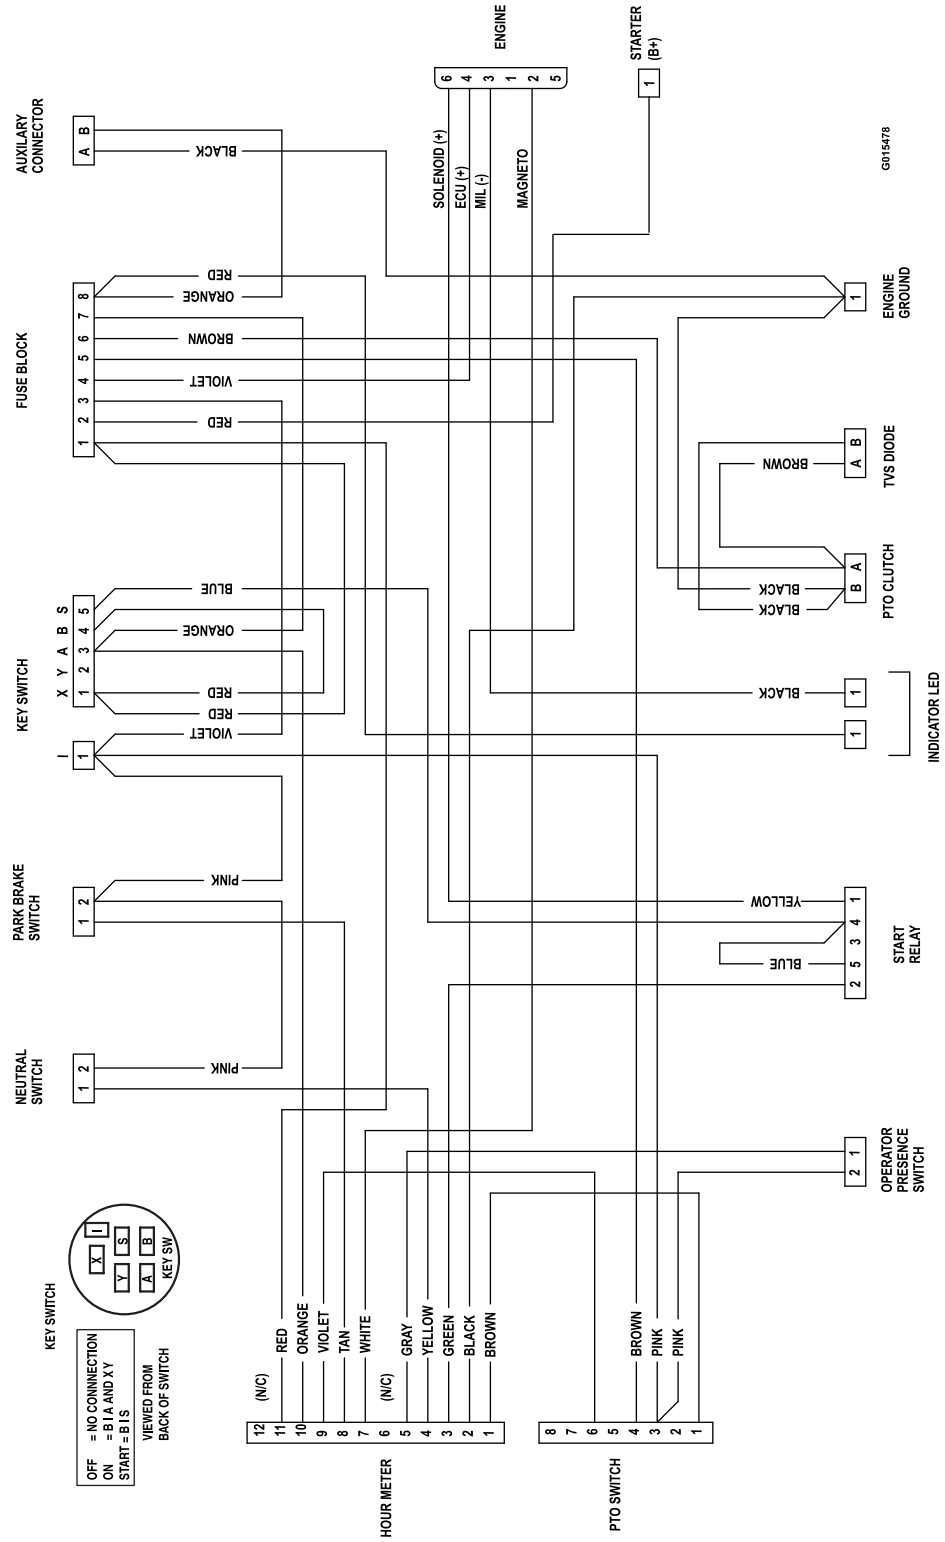 AUXILARY
CONNECTOR
A B
BLACK
ENGINE
6
4
3
1
2
5
SOLENOID (+)
ECU (+)
MIL (-)
MAGNETO
STARTER
(B+)
1
G015478
FUSE BLOCK
8
7
6
5
4
3
2
1
RED
ORANGE
BROWN
VIOLET
RED
ENGINE
GROUND
1
TVS DIODE
A B
BROWN
PTO CLUTCH
B A
BLACK
BLACK
KEY SWITCH
X Y A B S
1 2 3 4 5
BLUE
ORANGE
RED
RED
VIOLET
I
1
INDICATOR LED
1
1
BLACK
PARK BRAKE
SWITCH
1 2
PINK
START
RELAY
2 5 3 4 1
YELLOW
BLUE
NEUTRAL
SWITCH
1 2
PINK
OPERATOR
PRESENCE
SWITCH
2 1
KEY SWITCH
X I
Y S
A B
KEY SW
OFF = NO CONNNECTION
ON = B I A AND X Y
START = B I S
VIEWED FROM
BACK OF SWITCH
HOUR METER
12 (N/C)
11 RED
10 ORANGE
9 VIOLET
8 TAN
7 WHITE
6 (N/C)
5 GRAY
4 YELLOW
3 GREEN
2 BLACK
1 BROWN
PTO SWITCH
8
7
6
5
4 BROWN
3 PINK
2 PINK
1